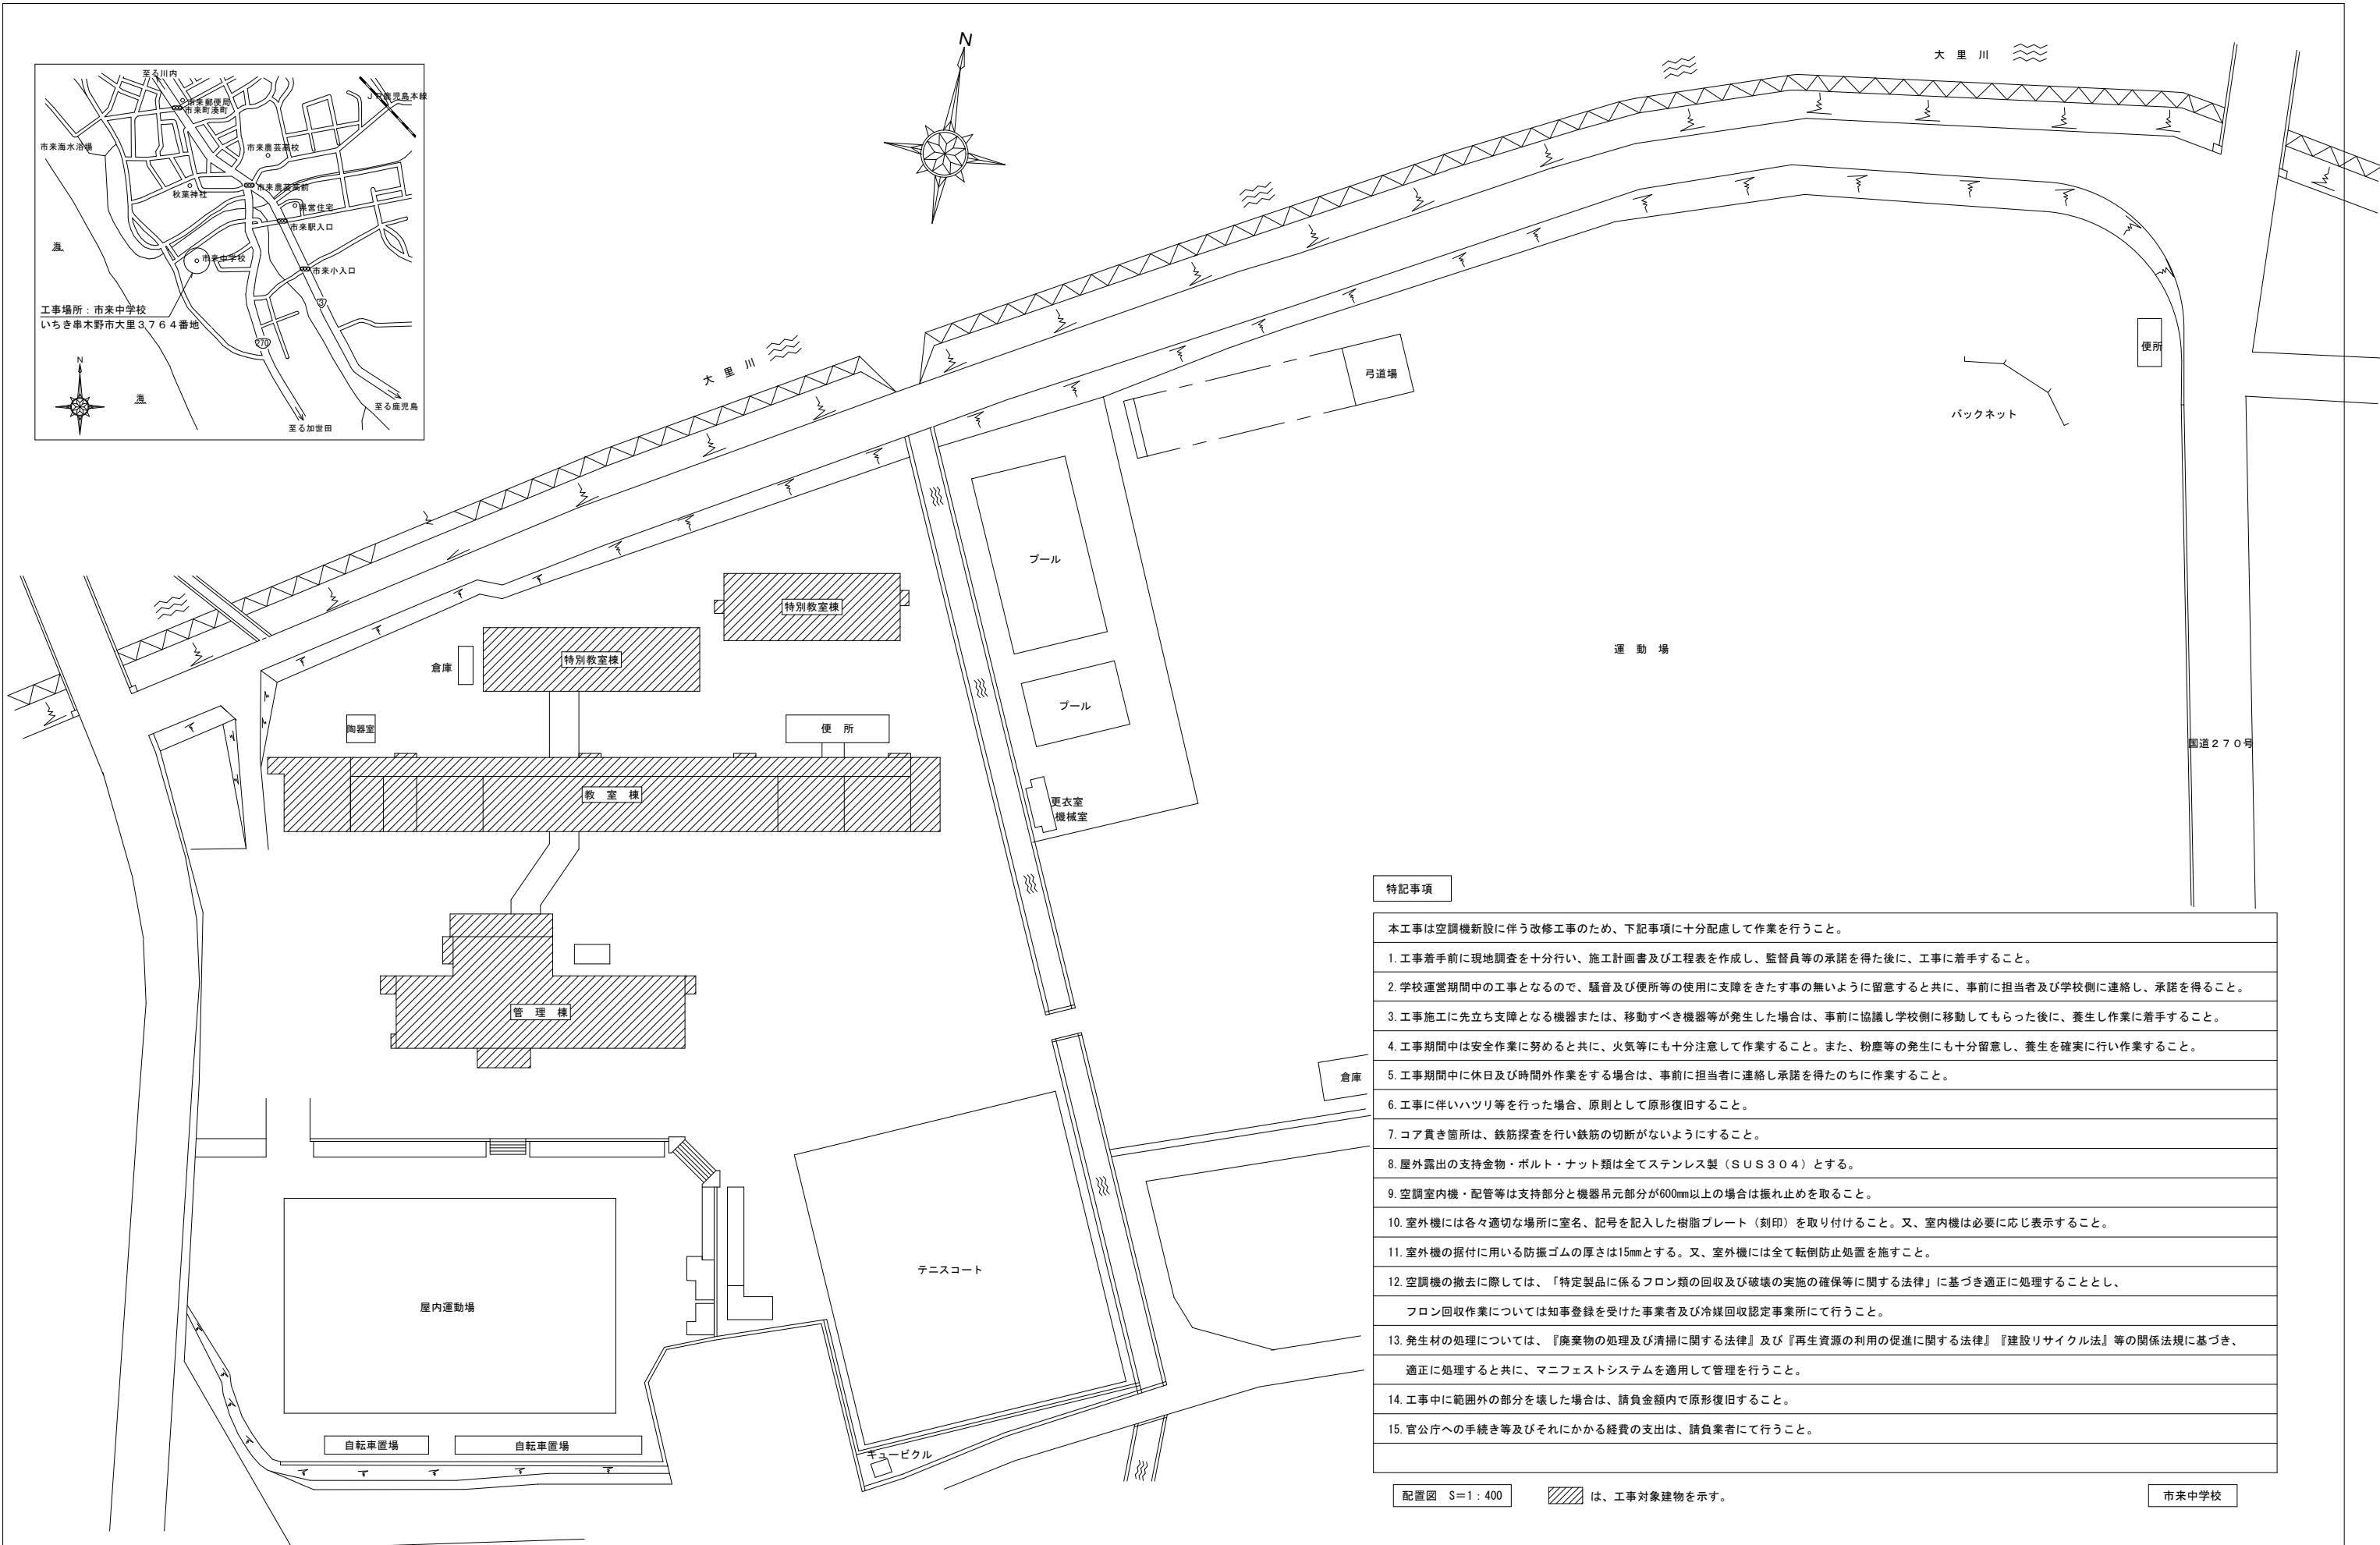 N
大 里 川
至る川内
市来郵便局
市来町湊町
JR鹿児島本線
市来海水浴場
市来農芸高校
市来農芸高前
秋葉神社
県営住宅
市来駅入口
海
市来中学校
市来小入口
工事場所：市来中学校
いちき串木野市大里３７６４番地
3
270
N
海
至る鹿児島
至る加世田
大 里 川
弓道場
便所
バックネット
プール
特別教室棟
特別教室棟
倉庫
運 動 場
プール
陶器室
便 所
国道２７０号
教 室 棟
更衣室
機械室
管 理 棟
倉庫
テニスコート
屋内運動場
自転車置場
自転車置場
キュービクル
特記事項
本工事は空調機新設に伴う改修工事のため、下記事項に十分配慮して作業を行うこと。
1. 工事着手前に現地調査を十分行い、施工計画書及び工程表を作成し、監督員等の承諾を得た後に、工事に着手すること。
2. 学校運営期間中の工事となるので、騒音及び便所等の使用に支障をきたす事の無いように留意すると共に、事前に担当者及び学校側に連絡し、承諾を得ること。
3. 工事施工に先立ち支障となる機器または、移動すべき機器等が発生した場合は、事前に協議し学校側に移動してもらった後に、養生し作業に着手すること。
4. 工事期間中は安全作業に努めると共に、火気等にも十分注意して作業すること。また、粉塵等の発生にも十分留意し、養生を確実に行い作業すること。
5. 工事期間中に休日及び時間外作業をする場合は、事前に担当者に連絡し承諾を得たのちに作業すること。
6. 工事に伴いハツリ等を行った場合、原則として原形復旧すること。
7. コア貫き箇所は、鉄筋探査を行い鉄筋の切断がないようにすること。
8. 屋外露出の支持金物・ボルト・ナット類は全てステンレス製（ＳＵＳ３０４）とする。
9. 空調室内機・配管等は支持部分と機器吊元部分が600mm以上の場合は振れ止めを取ること。
10. 室外機には各々適切な場所に室名、記号を記入した樹脂プレート（刻印）を取り付けること。又、室内機は必要に応じ表示すること。
11. 室外機の据付に用いる防振ゴムの厚さは15mmとする。又、室外機には全て転倒防止処置を施すこと。
12. 空調機の撤去に際しては、「特定製品に係るフロン類の回収及び破壊の実施の確保等に関する法律」に基づき適正に処理することとし、
フロン回収作業については知事登録を受けた事業者及び冷媒回収認定事業所にて行うこと。
13. 発生材の処理については、『廃棄物の処理及び清掃に関する法律』及び『再生資源の利用の促進に関する法律』『建設リサイクル法』等の関係法規に基づき、
適正に処理すると共に、マニフェストシステムを適用して管理を行うこと。
14. 工事中に範囲外の部分を壊した場合は、請負金額内で原形復旧すること。
15. 官公庁への手続き等及びそれにかかる経費の支出は、請負業者にて行うこと。
配置図 S＝1：400
は、工事対象建物を示す。
市来中学校